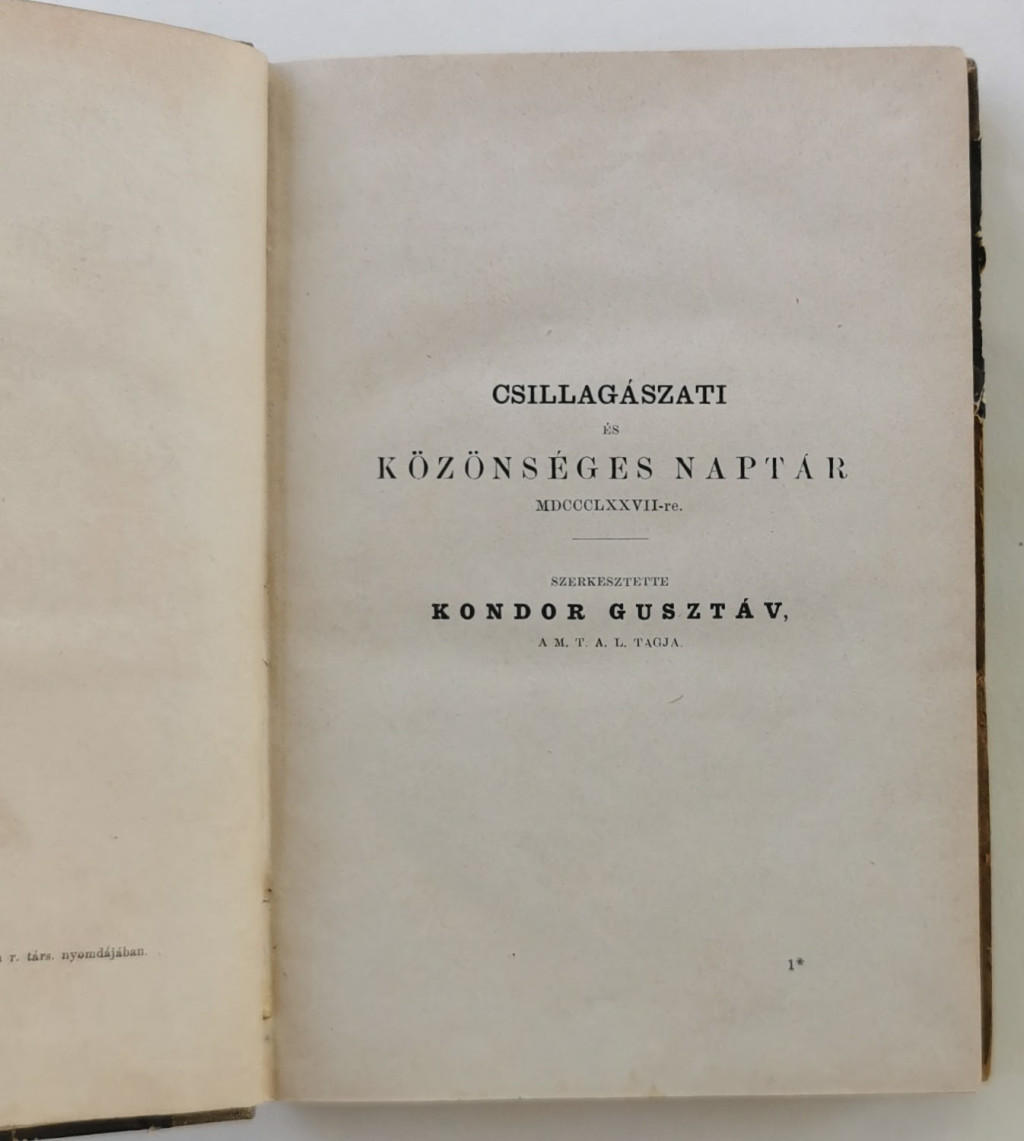 r. társ. nyomdájában.
CSILLAGÁSZATI
ÉS
KÖZÖNSÉGES NAPTÁR
MDCCCLXXVII-re.
SZERKESZTETTE
KONDOR GUSZTÁV,
A M. T. A. L. TAGJA.
1*